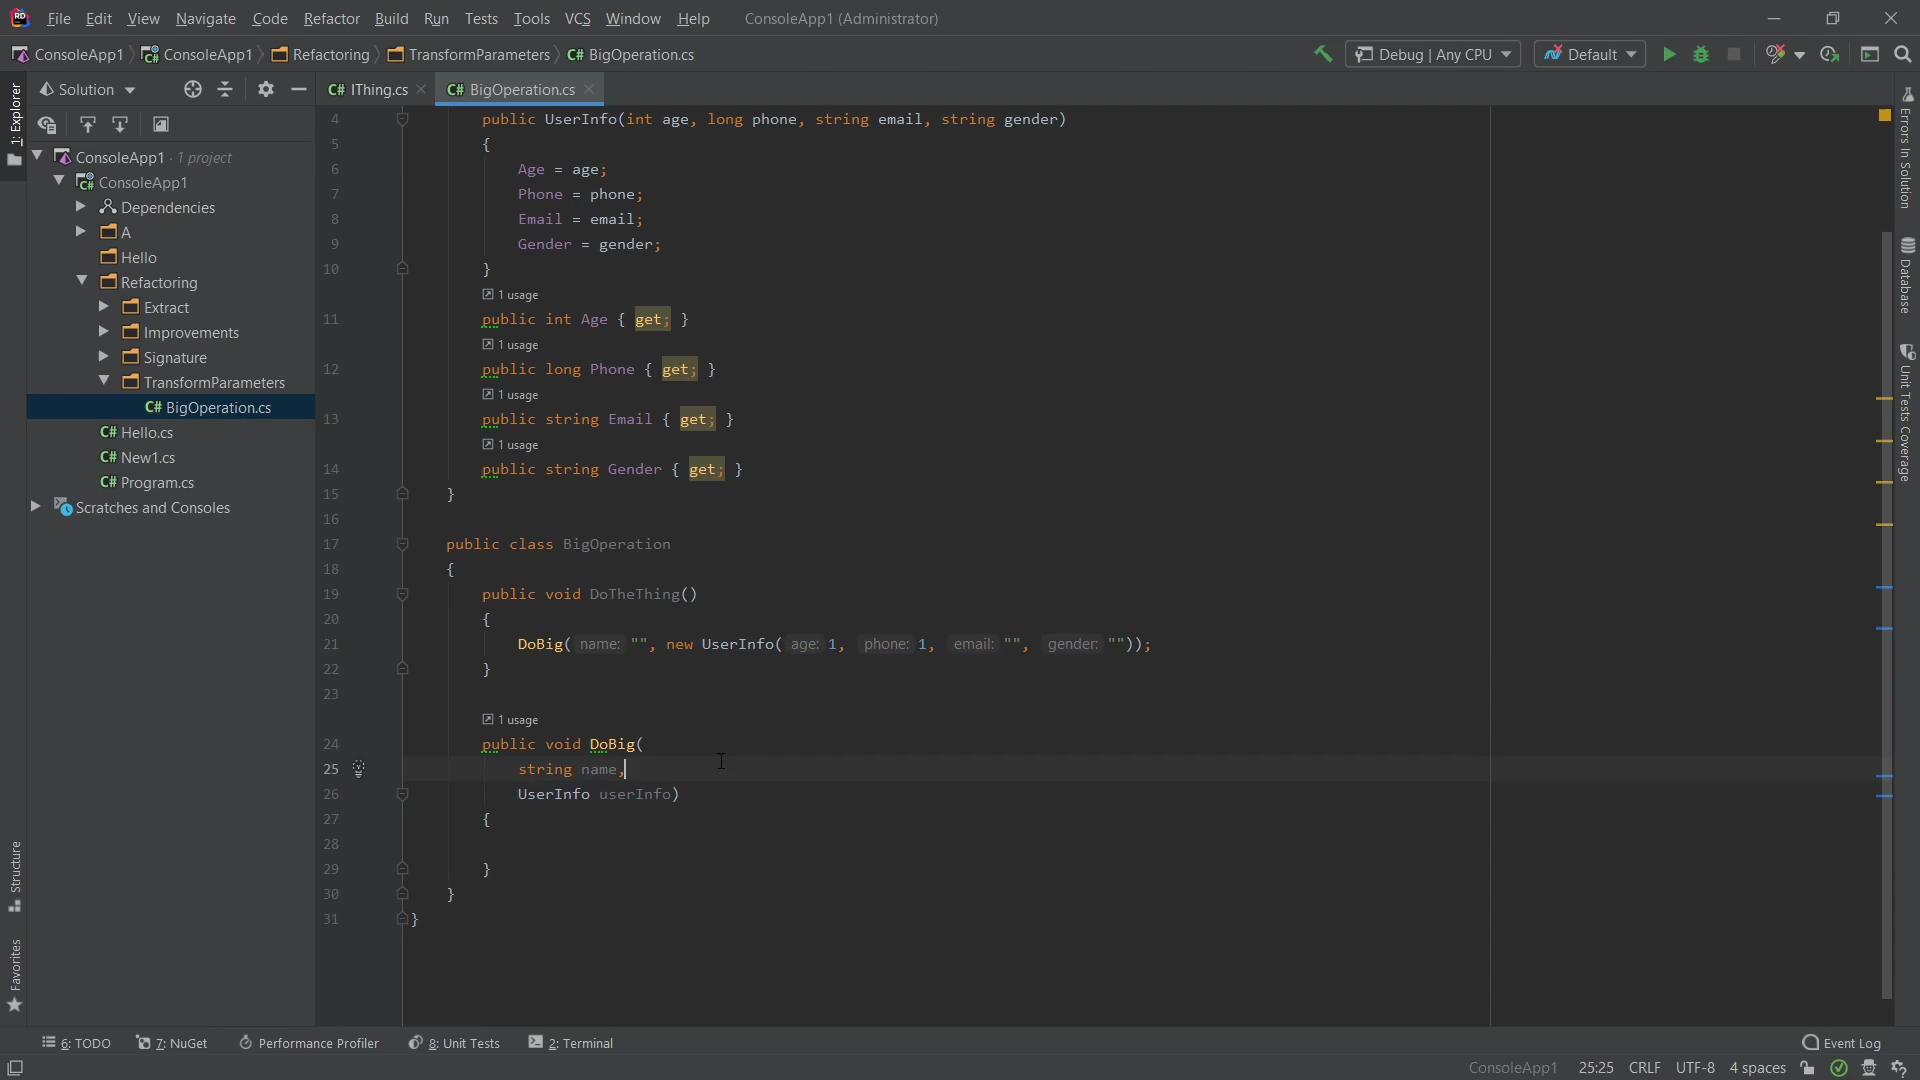 File Edit View Navigate Code Refactor Build Run Tests Tools VCS Window Help ConsoleApp1 (Administrator)
ConsoleApp1 ConsoleApp1 Refactoring TransformParameters C# BigOperation.cs Debug | Any CPU Default
Solution
C# IThing.cs C# BigOperation.cs
1: Explorer
ConsoleApp1 · 1 project
ConsoleApp1
Dependencies
A
Hello
Refactoring
Extract
Improvements
Signature
TransformParameters
C# BigOperation.cs
C# Hello.cs
C# New1.cs
C# Program.cs
Scratches and Consoles
Structure
Favorites
4 public UserInfo(int age, long phone, string email, string gender)
5 {
6 Age = age;
7 Phone = phone;
8 Email = email;
9 Gender = gender;
10 }
1 usage
11 public int Age { get; }
1 usage
12 public long Phone { get; }
1 usage
13 public string Email { get; }
1 usage
14 public string Gender { get; }
15 }
16
17 public class BigOperation
18 {
19 public void DoTheThing()
20 {
21 DoBig( name: "", new UserInfo( age: 1, phone: 1, email: "", gender: ""));
22 }
23
1 usage
24 public void DoBig(
25 string name,
26 UserInfo userInfo)
27 {
28
29 }
30 }
31 }
Errors In Solution
Database
Unit Tests Coverage
6: TODO 7: NuGet Performance Profiler 8: Unit Tests 2: Terminal Event Log
ConsoleApp1 25:25 CRLF UTF-8 4 spaces